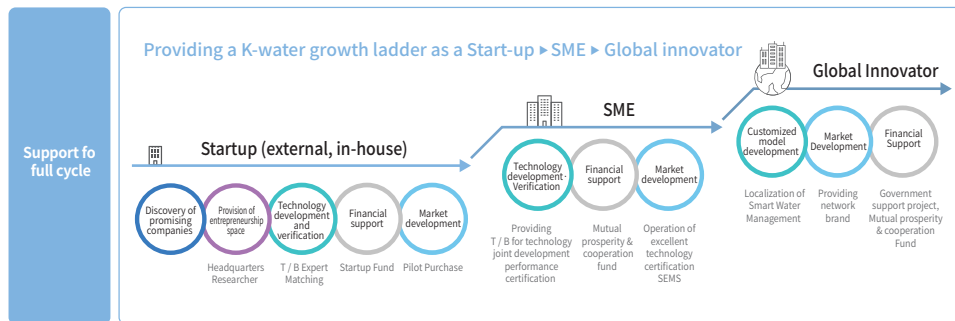 Support fo
full cycle
Providing a K-water growth ladder as a Start-up ▸ SME ▸ Global innovator
Startup (external, in-house)
Discovery of
promising
companies
Provision of
entrepreneurship
space
Headquarters
Researcher
Technology
development
and
verification
T / B Expert
Matching
Financial
support
Startup Fund
Market
development
Pilot Purchase
SME
Technology
development·
Verification
Providing
T / B for technology
joint development
performance
certification
Financial
support
Mutual
prosperity &
cooperation
fund
Market
development
Operation of
excellent
technology
certification
SEMS
Global Innovator
Customized
model
development
Localization of
Smart Water
Management
Market
Development
Providing
network
brand
Financial
Support
Government
support project,
Mutual prosperity
& cooperation
Fund